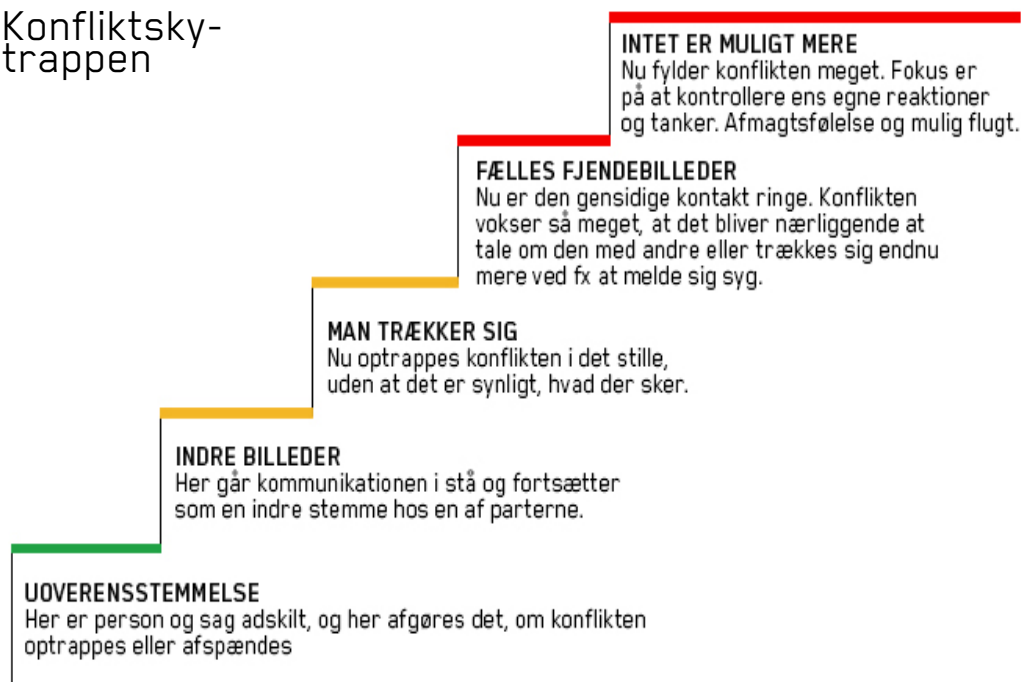 Konfliktsky-
trappen
INTET ER MULIGT MERE
Nu fylder konflikten meget. Fokus er
på at kontrollere ens egne reaktioner
og tanker. Afmagtsfølelse og mulig flugt.
FÆLLES FJENDEBILLEDER
Nu er den gensidige kontakt ringe. Konflikten
vokser så meget, at det bliver nærliggende at
tale om den med andre eller trækkes sig endnu
mere ved fx at melde sig syg.
MAN TRÆKKER SIG
Nu optrappes konflikten i det stille,
uden at det er synligt, hvad der sker.
INDRE BILLEDER
Her går kommunikationen i stå og fortsætter
som en indre stemme hos en af parterne.
UOVERENSSTEMMELSE
Her er person og sag adskilt, og her afgøres det, om konflikten
optrappes eller afspændes